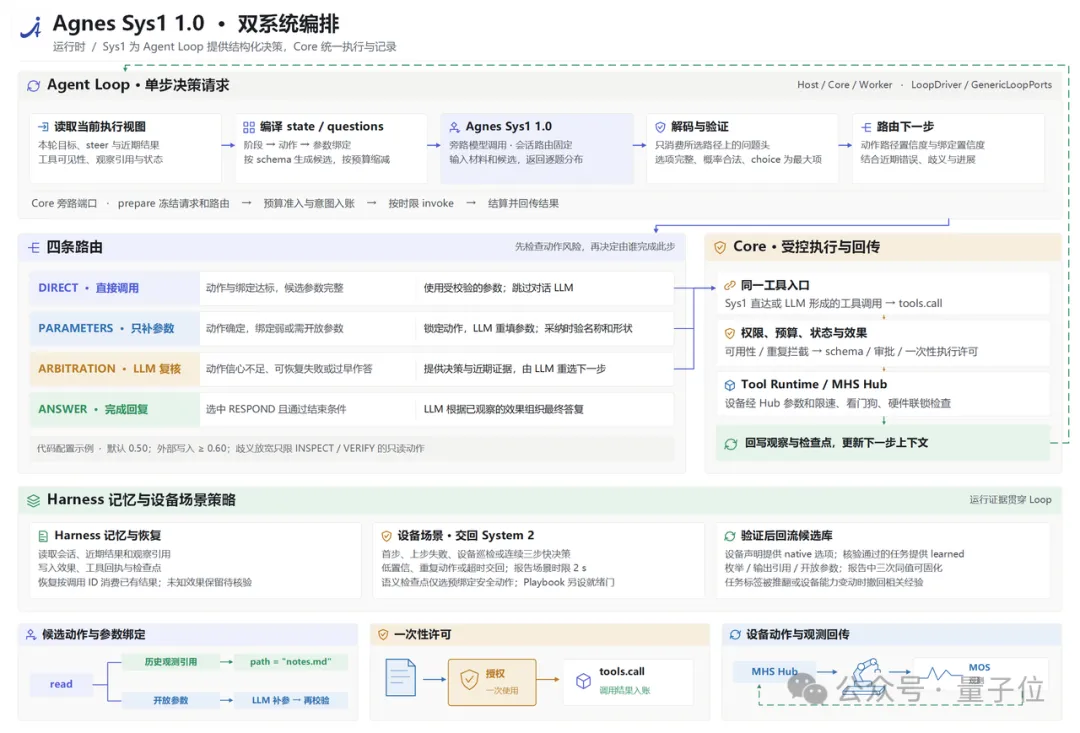 Agnes Sys1 1.0 • 双系统编排
运行时 / Sys1 为 Agent Loop 提供结构化决策，Core 统一执行与记录
Agent Loop • 单步决策请求
Host / Core / Worker · LoopDriver / GenericLoopPorts
读取当前执行视图
本轮目标、steer 与近期结果
工具可见性、观察引用与状态
编译 state / questions
阶段 → 动作 → 参数绑定
按 schema 生成候选，按预算缩减
Agnes Sys1 1.0
旁路模型调用 · 会话路由固定
输入材料和候选，返回逐题分布
解码与验证
只消费所选路径上的问题头
选项完整、概率合法、choice 为最大项
路由下一步
动作路径置信度与绑定置信度
结合近期错误、歧义与进展
Core 旁路端口 · prepare 冻结请求和路由 → 预算准入与意图入账 → 按时限 invoke → 结算并回传结果
四条路由
先检查动作风险，再决定由谁完成此步
DIRECT • 直接调用
动作与绑定达标，候选参数完整
使用受校验的参数；跳过对话 LLM
PARAMETERS • 只补参数
动作确定，绑定弱或需开放参数
锁定动作，LLM 重填参数；采纳时验名称和形状
ARBITRATION • LLM 复核
动作信心不足、可恢复失败或过早作答
提供决策与近期证据，由 LLM 重选下一步
ANSWER • 完成回复
选中 RESPOND 且通过结束条件
LLM 根据已观察的效果组织最终答复
代码配置示例 · 默认 0.50；外部写入 ≥ 0.60；歧义放宽只限 INSPECT / VERIFY 的只读动作
Core • 受控执行与回传
同一工具入口
Sys1 直达或 LLM 形成的工具调用 → tools.call
权限、预算、状态与效果
可用性 / 重复拦截 → schema / 审批 / 一次性执行许可
Tool Runtime / MHS Hub
设备经 Hub 参数和限速、看门狗、硬件联锁检查
回写观察与检查点，更新下一步上下文
Harness 记忆与设备场景策略
运行证据贯穿 Loop
Harness 记忆与恢复
读取会话、近期结果和观察引用
写入效果、工具回执与检查点
恢复按调用 ID 消费已有结果；未知效果保留待核验
设备场景 • 交回 System 2
首步、上步失败、设备巡检或连续三步快决策
低置信、重复动作或超时交回；报告场景时限 2 s
语义检查点仅选预绑定安全动作；Playbook 另设就绪门
验证后回流候选库
设备声明提供 native 选项；核验通过的任务提供 learned
枚举 / 输出引用 / 开放参数；报告中三次同值可固化
任务标签被推翻或设备能力变动时撤回相关经验
候选动作与参数绑定
read
历史观测引用
path = "notes.md"
开放参数
LLM 补参 → 再校验
一次性许可
授权
一次使用
tools.call
调用结果入账
设备动作与观测回传
MHS Hub
MOS
公众号 · 量子位